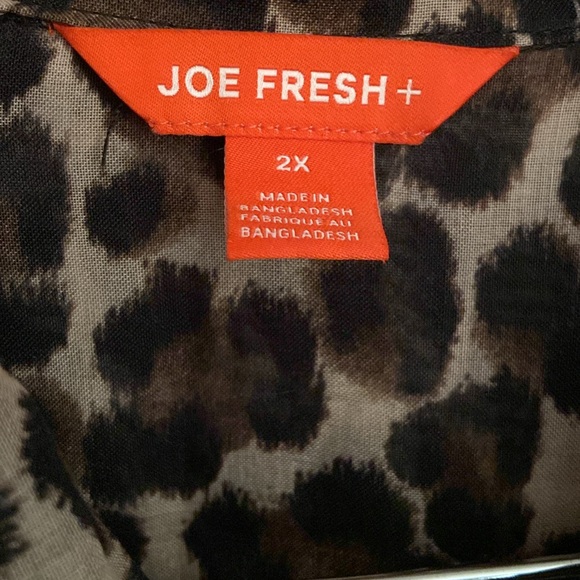 JOE FRESH +
2X
MADE IN
BANGLADESH
FABRIQUÉ AU
BANGLADESH